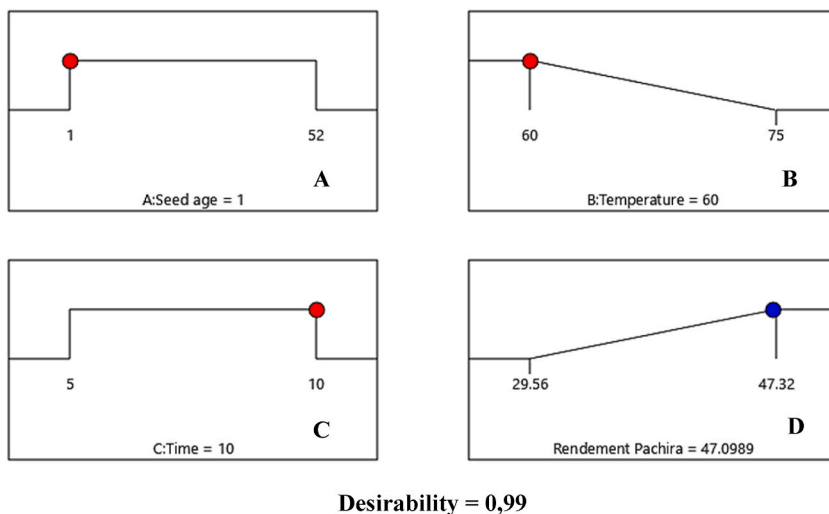 1 52
A
A:Seed age = 1
60 75
B
B:Temperature = 60
5 10
C
C:Time = 10
29.56 47.32
D
Rendement Pachira = 47.0989
Desirability = 0,99